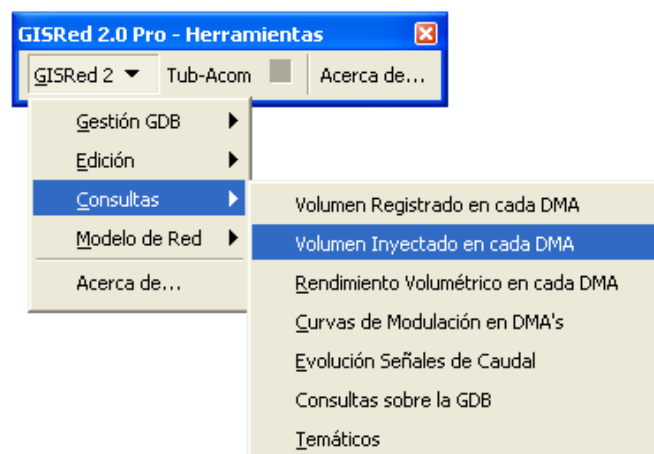 GISRed 2.0 Pro - Herramientas
GISRed 2 Tub-Acom Acerca de...
Gestión GDB
Edición
Consultas
Modelo de Red
Acerca de...
Volumen Registrado en cada DMA
Volumen Inyectado en cada DMA
Rendimiento Volumétrico en cada DMA
Curvas de Modulación en DMA's
Evolución Señales de Caudal
Consultas sobre la GDB
Temáticos